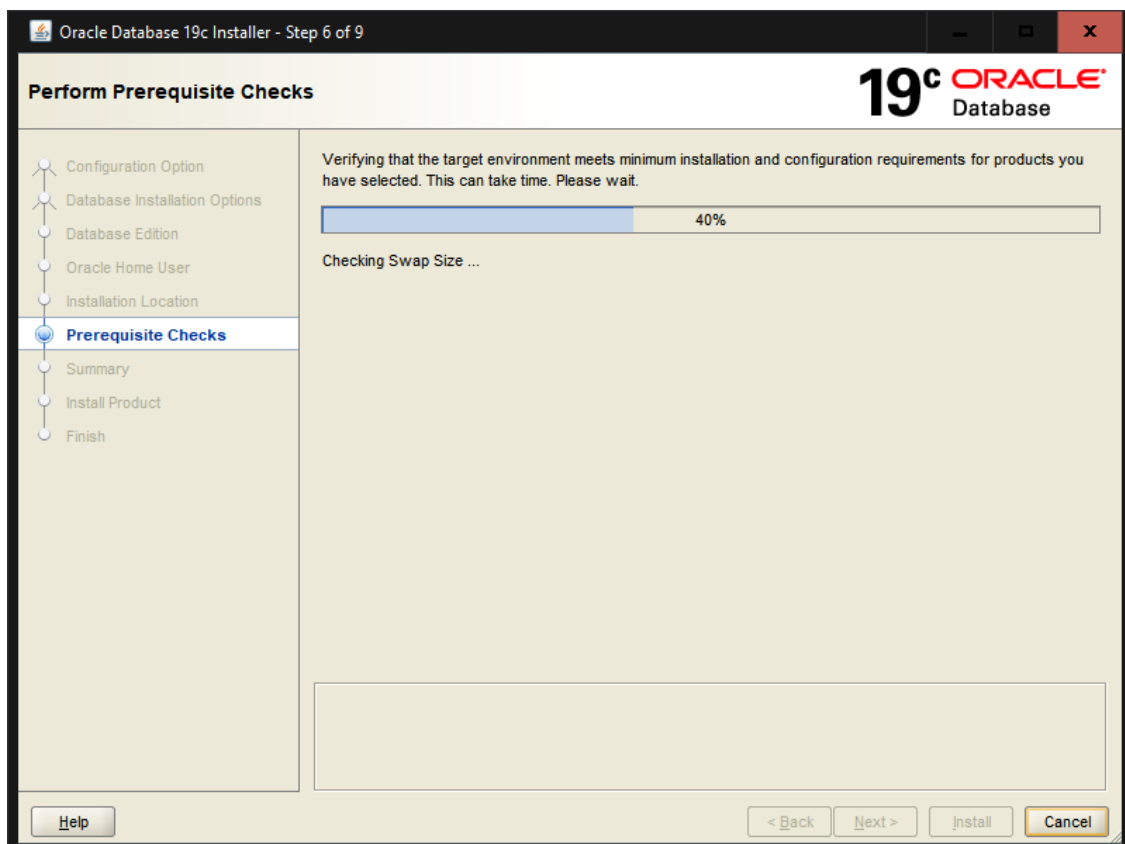 Oracle Database 19c Installer - Step 6 of 9
x
Perform Prerequisite Checks
19c ORACLE
Database
Configuration Option
Database Installation Options
Database Edition
Oracle Home User
Installation Location
Prerequisite Checks
Summary
Install Product
Finish
Verifying that the target environment meets minimum installation and configuration requirements for products you
have selected. This can take time. Please wait.
40%
Checking Swap Size ...
Help
< Back
Next >
Install
Cancel